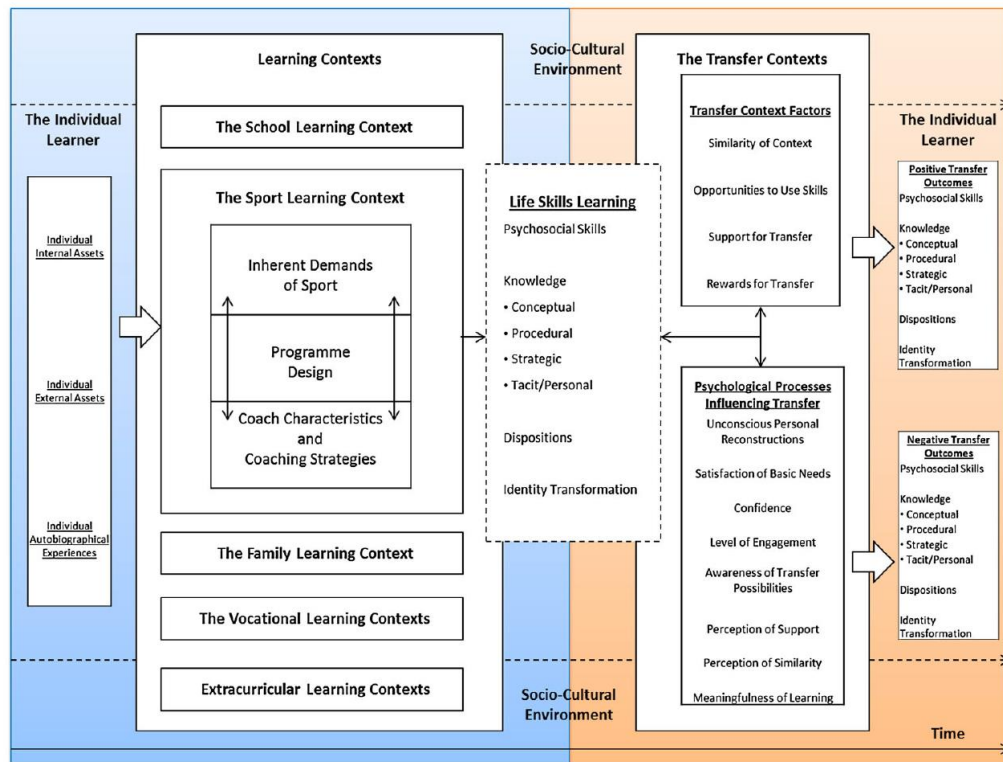 Socio-Cultural
Environment
The Individual
Learner
Individual
Internal Assets
Individual
External Assets
Individual
Autobiographical
Experiences
Learning Contexts
The School Learning Context
The Sport Learning Context
Inherent Demands
of Sport
Programme
Design
Coach Characteristics
and
Coaching Strategies
The Family Learning Context
The Vocational Learning Contexts
Extracurricular Learning Contexts
Life Skills Learning
Psychosocial Skills
Knowledge
• Conceptual
• Procedural
• Strategic
• Tacit/Personal
Dispositions
Identity Transformation
The Transfer Contexts
Transfer Context Factors
Similarity of Context
Opportunities to Use Skills
Support for Transfer
Rewards for Transfer
Psychological Processes
Influencing Transfer
Unconscious Personal
Reconstructions
Satisfaction of Basic Needs
Confidence
Level of Engagement
Awareness of Transfer
Possibilities
Perception of Support
Perception of Similarity
Meaningfulness of Learning
The Individual
Learner
Positive Transfer
Outcomes
Psychosocial Skills
Knowledge
• Conceptual
• Procedural
• Strategic
• Tacit/Personal
Dispositions
Identity
Transformation
Negative Transfer
Outcomes
Psychosocial Skills
Knowledge
• Conceptual
• Procedural
• Strategic
• Tacit/Personal
Dispositions
Identity
Transformation
Socio-Cultural
Environment
Time